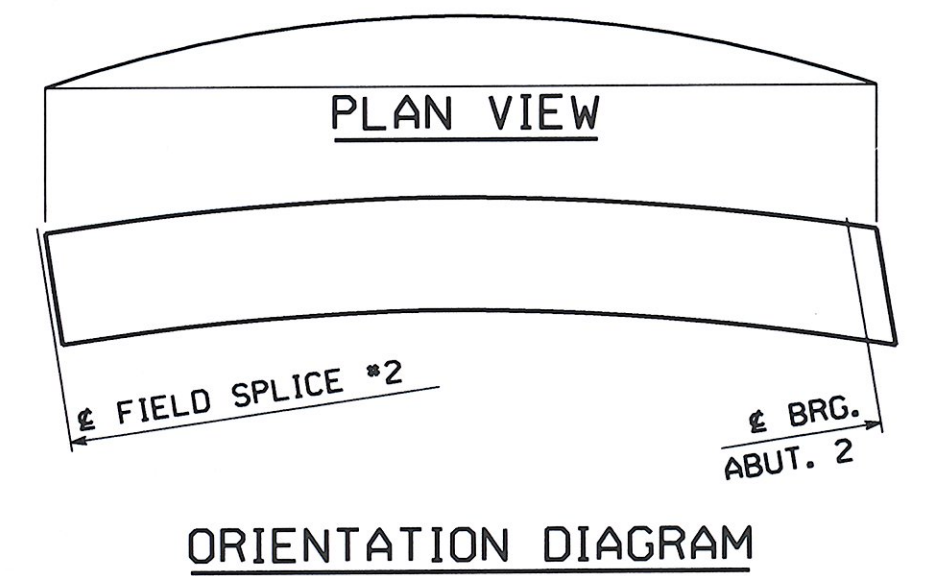 PLAN VIEW
℄ FIELD SPLICE #2
℄ BRG.
ABUT. 2
ORIENTATION DIAGRAM